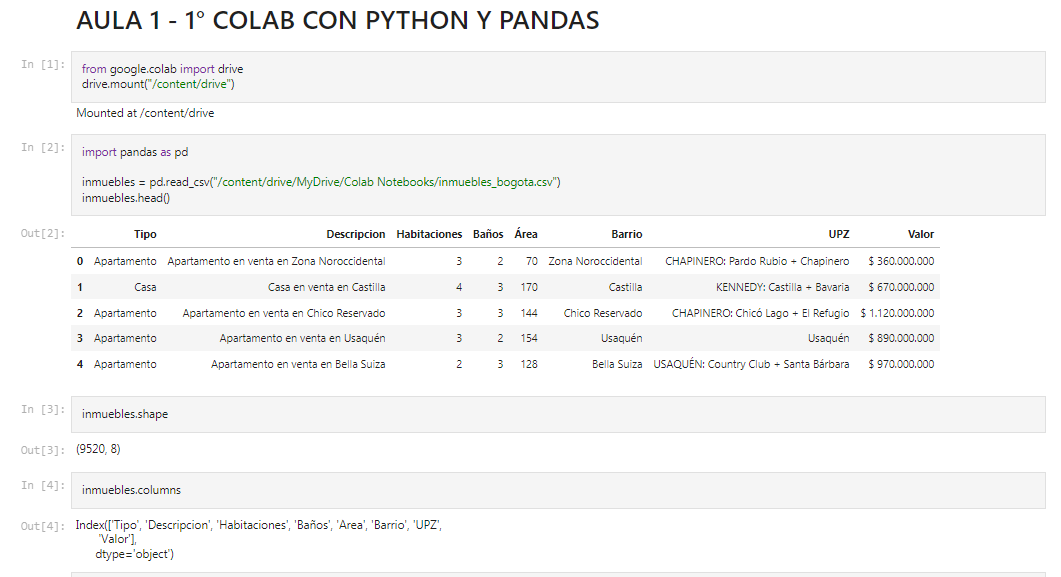 AULA 1 - 1° COLAB CON PYTHON Y PANDAS
In [1]:
from google.colab import drive
drive.mount("/content/drive")
Mounted at /content/drive
In [2]:
import pandas as pd
inmuebles = pd.read_csv("/content/drive/MyDrive/Colab Notebooks/inmuebles_bogota.csv")
inmuebles.head()
Out[2]:
Tipo Descripcion Habitaciones Baños Área Barrio UPZ Valor
0 Apartamento Apartamento en venta en Zona Noroccidental 3 2 70 Zona Noroccidental CHAPINERO: Pardo Rubio + Chapinero $ 360.000.000
1 Casa Casa en venta en Castilla 4 3 170 Castilla KENNEDY: Castilla + Bavaria $ 670.000.000
2 Apartamento Apartamento en venta en Chico Reservado 3 3 144 Chico Reservado CHAPINERO: Chicó Lago + El Refugio $ 1.120.000.000
3 Apartamento Apartamento en venta en Usaquén 3 2 154 Usaquén Usaquén $ 890.000.000
4 Apartamento Apartamento en venta en Bella Suiza 2 3 128 Bella Suiza USAQUÉN: Country Club + Santa Bárbara $ 970.000.000
In [3]:
inmuebles.shape
Out[3]:
(9520, 8)
In [4]:
inmuebles.columns
Out[4]:
Index(['Tipo', 'Descripcion', 'Habitaciones', 'Baños', 'Área', 'Barrio', 'UPZ',
'Valor'],
dtype='object')